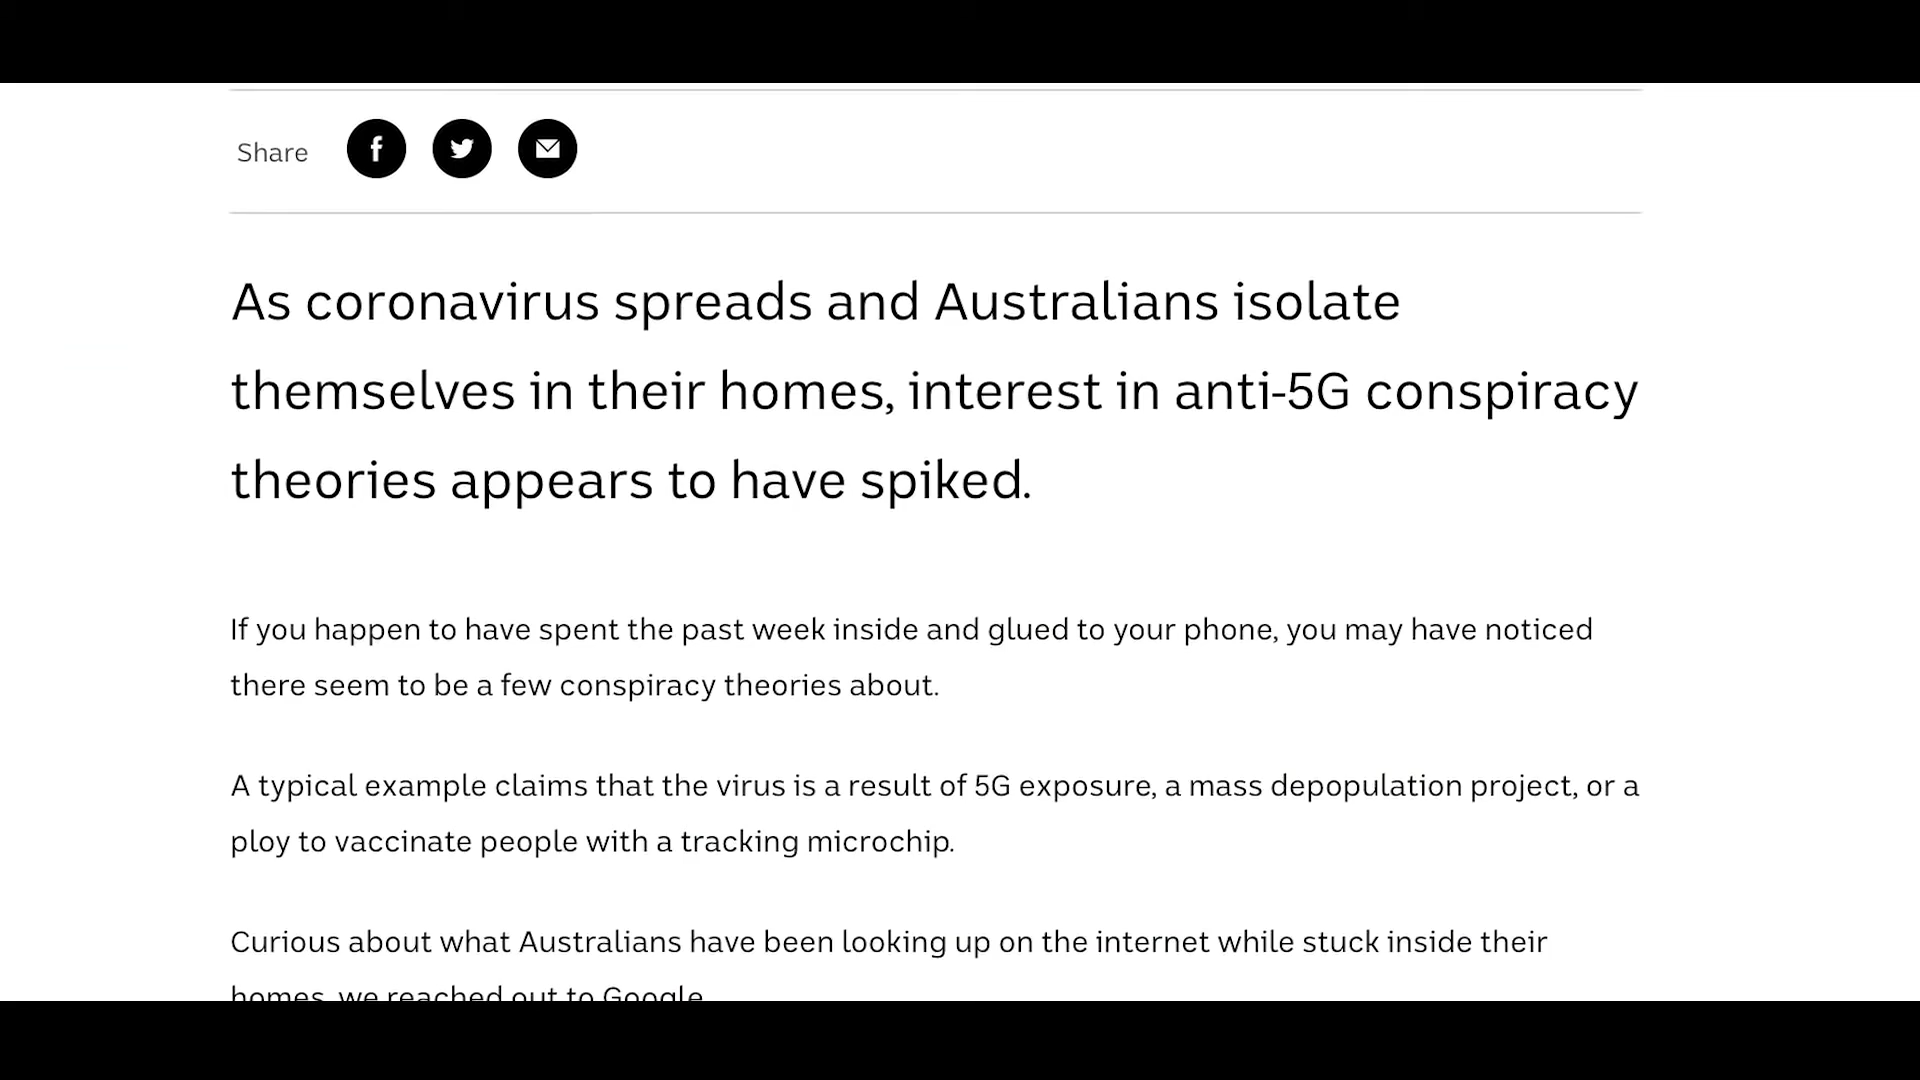 Share
As coronavirus spreads and Australians isolate
themselves in their homes, interest in anti-5G conspiracy
theories appears to have spiked.
If you happen to have spent the past week inside and glued to your phone, you may have noticed
there seem to be a few conspiracy theories about.
A typical example claims that the virus is a result of 5G exposure, a mass depopulation project, or a
ploy to vaccinate people with a tracking microchip.
Curious about what Australians have been looking up on the internet while stuck inside their
homes, we reached out to Google.